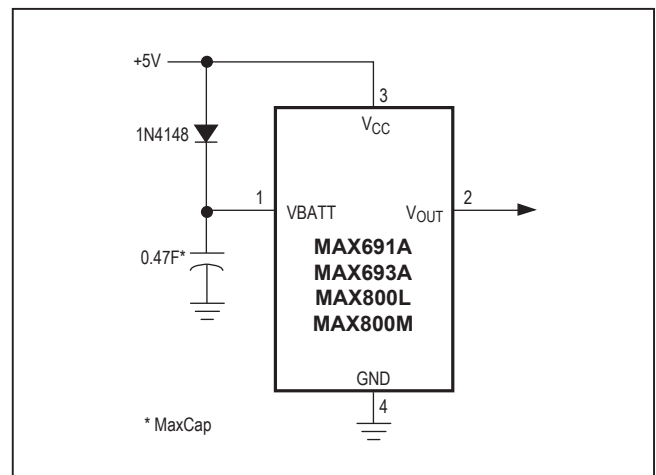 +5V
3
VCC
1N4148
1
VBATT
VOUT
2
0.47F*
MAX691A
MAX693A
MAX800L
MAX800M
GND
4
* MaxCap